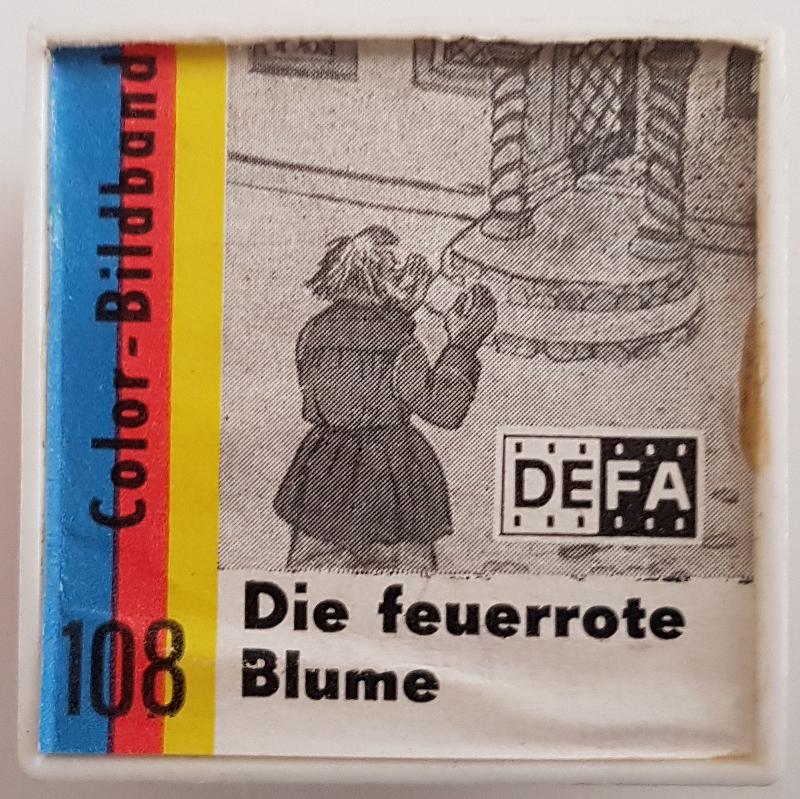 Color-Bildband
108
DEFA
Die feuerrote
Blume